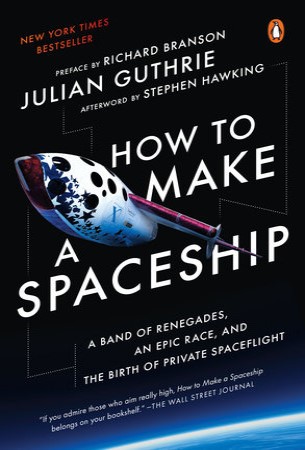 NEW YORK TIMES
BESTSELLER
PREFACE BY RICHARD BRANSON
JULIAN GUTHRIE
AFTERWORD BY STEPHEN HAWKING
HOW TO
MAKE
A
SPACESHIP
A BAND OF RENEGADES,
AN EPIC RACE, AND
THE BIRTH OF PRIVATE SPACEFLIGHT
"If you admire those who aim really high, How to Make a Spaceship
belongs on your bookshelf." —THE WALL STREET JOURNAL